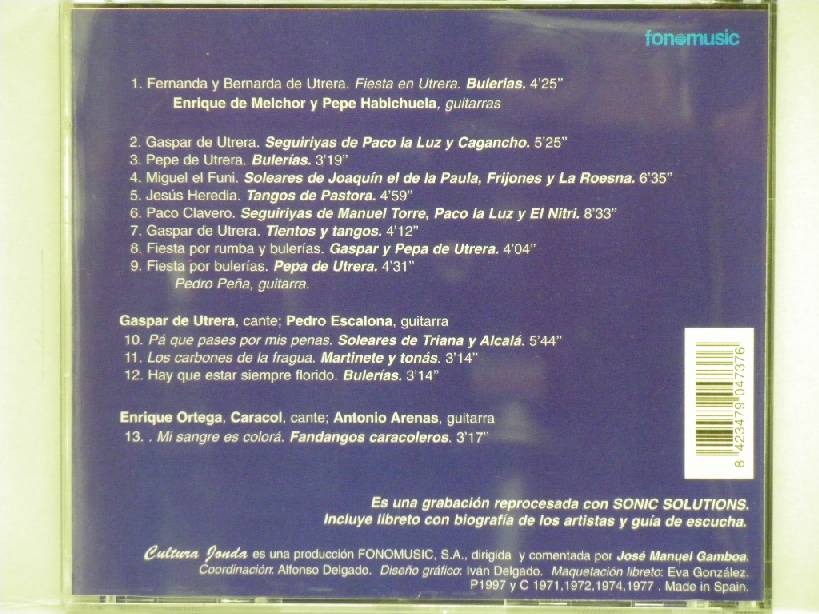 fonomusic
1. Fernanda y Bernarda de Utrera. Fiesta en Utrera. Bulerias. 4'25"
Enrique de Melchor y Pepe Habichuela, guitarras
2. Gaspar de Utrera. Seguiriyas de Paco la Luz y Cagancho. 5'25"
3. Pepe de Utrera. Bulerías. 3'19"
4. Miguel el Funi. Soleares de Joaquín el de la Paula, Frijones y La Roesna. 6'35"
5. Jesús Heredia. Tangos de Pastora. 4'59"
6. Paco Clavero. Seguiriyas de Manuel Torre, Paco la Luz y El Nitri. 8'33"
7. Gaspar de Utrera. Tientos y tangos. 4'12"
8. Fiesta por rumba y bulerías. Gaspar y Pepa de Utrera. 4'04"
9. Fiesta por bulerías. Pepa de Utrera. 4'31"
Pedro Peña, guitarra.
Gaspar de Utrera, cante; Pedro Escalona, guitarra
10. Pá que pases por mis penas. Soleares de Triana y Alcalá. 5'44"
11. Los carbones de la fragua. Martinete y tonás. 3'14"
12. Hay que estar siempre florido. Bulerías. 3'14"
Enrique Ortega, Caracol, cante; Antonio Arenas, guitarra
13. . Mi sangre es colorá. Fandangos caracoleros. 3'17"
8 423479 047376
Es una grabación reprocesada con SONIC SOLUTIONS.
Incluye libreto con biografía de los artistas y guía de escucha.
Cultura Jonda es una producción FONOMUSIC, S.A., dirigida y comentada por José Manuel Gamboa.
Coordinación: Alfonso Delgado. Diseño gráfico: Iván Delgado. Maquetación libreto: Eva González.
P1997 y C 1971,1972,1974,1977 . Made in Spain.